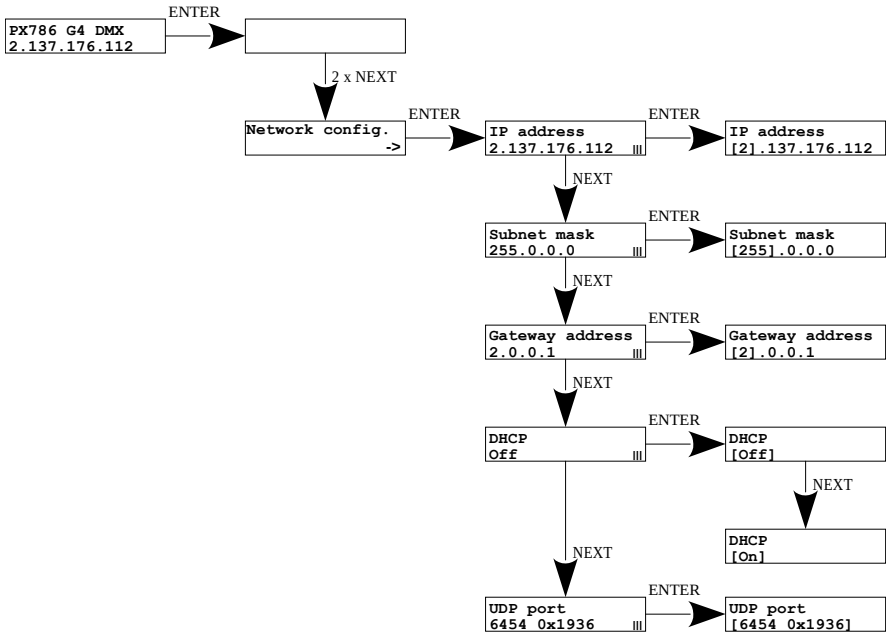 ENTER
PX786 G4 DMX
2.137.176.112
2 x NEXT
Network config.
->
ENTER
IP address
2.137.176.112
ENTER
IP address
[2].137.176.112
NEXT
Subnet mask
255.0.0.0
ENTER
Subnet mask
[255].0.0.0
NEXT
Gateway address
2.0.0.1
ENTER
Gateway address
[2].0.0.1
NEXT
DHCP
Off
ENTER
DHCP
[Off]
NEXT
DHCP
[On]
NEXT
UDP port
6454 0x1936
ENTER
UDP port
[6454 0x1936]